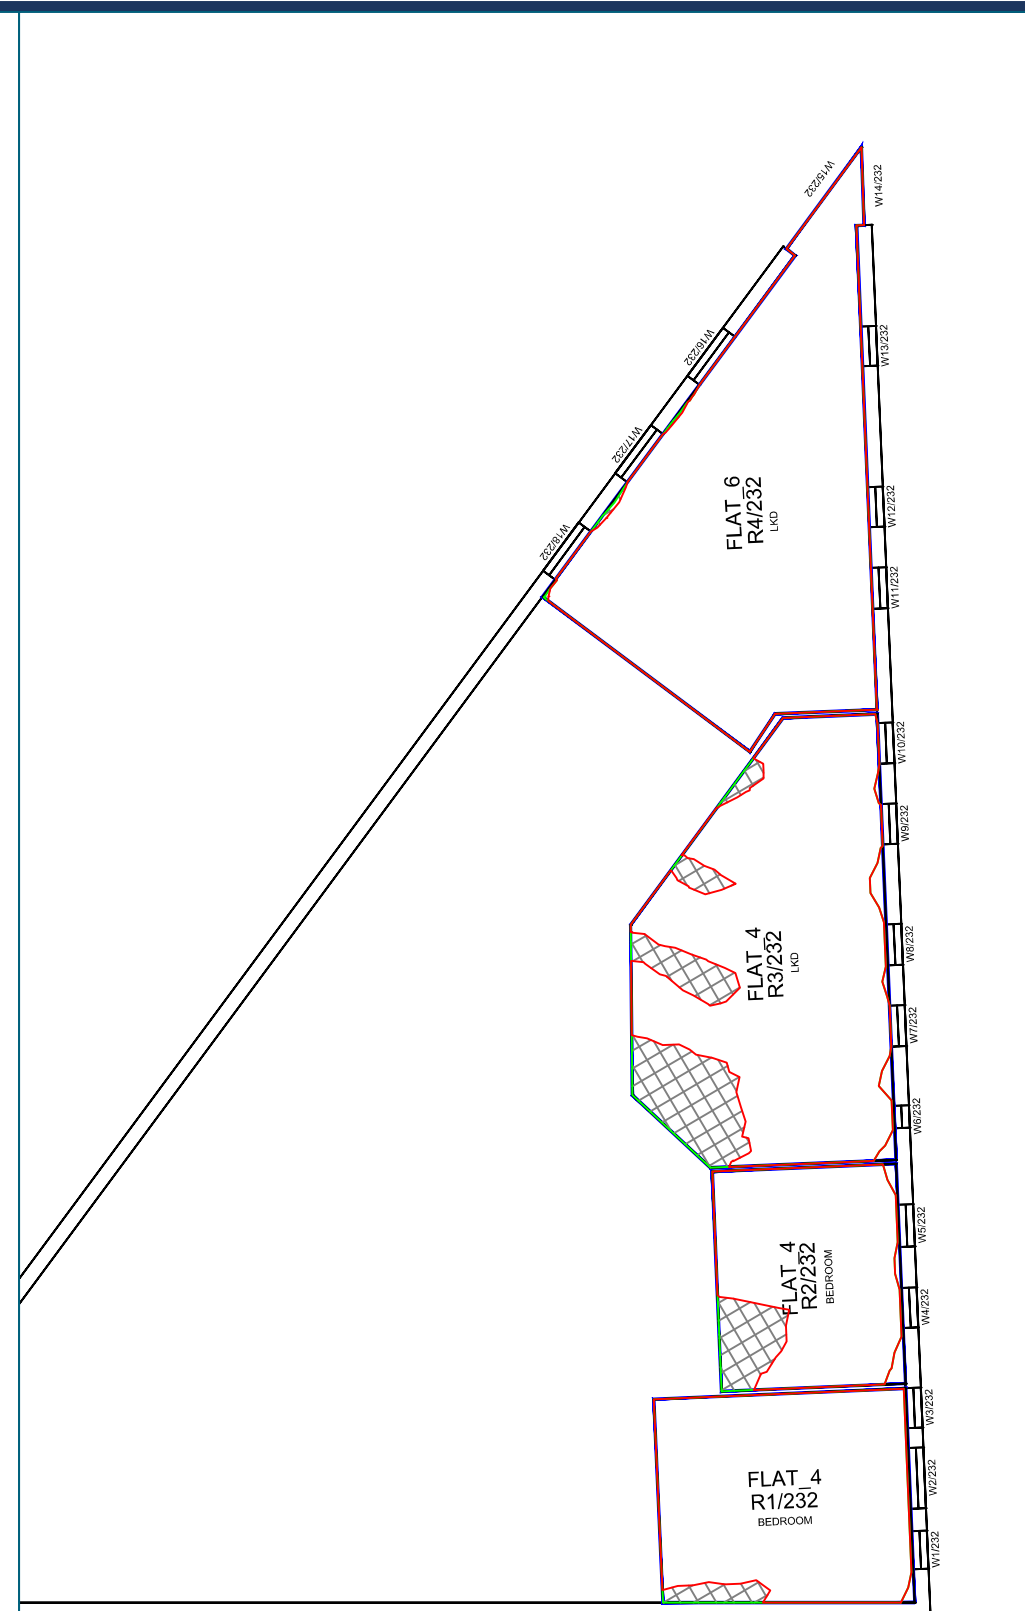 W15/232
W14/232
W16/232
W13/232
W17/232
FLAT_6
R4/232
LKD
W12/232
W18/232
W11/232
W10/232
W9/232
FLAT_4
R3/232
LKD
W8/232
W7/232
W6/232
W5/232
FLAT_4
R2/232
BEDROOM
W4/232
W3/232
FLAT_4
R1/232
BEDROOM
W2/232
W1/232